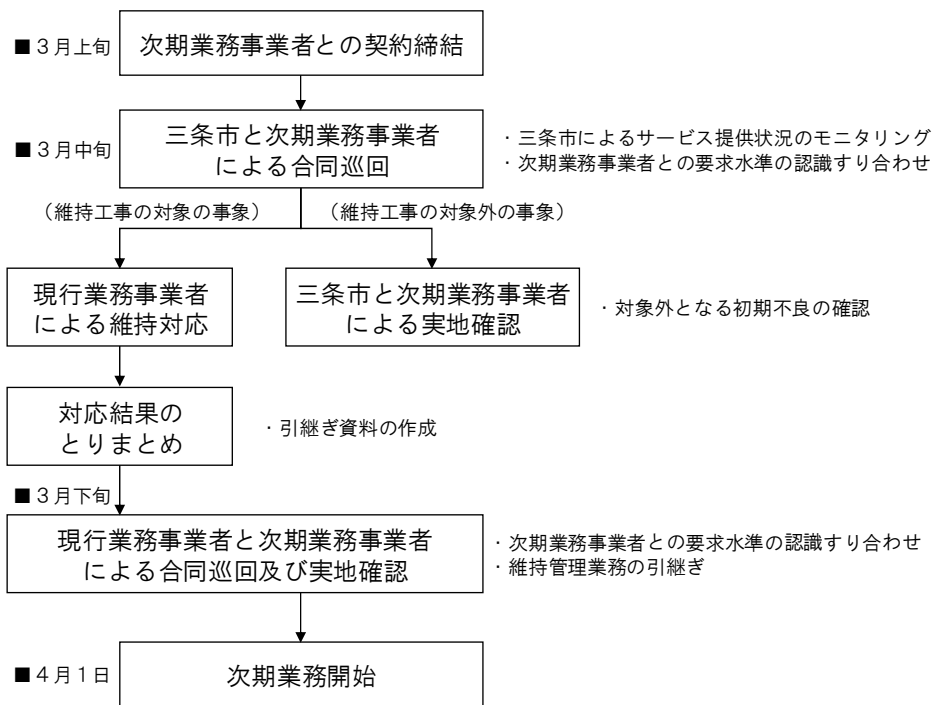 ■３月上旬
次期業務事業者との契約締結
■３月中旬
三条市と次期業務事業者
による合同巡回
・三条市によるサービス提供状況のモニタリング
・次期業務事業者との要求水準の認識すり合わせ
（維持工事の対象の事象）
（維持工事の対象外の事象）
現行業務事業者
による維持対応
三条市と次期業務事業者
による実地確認
・対象外となる初期不良の確認
対応結果の
とりまとめ
・引継ぎ資料の作成
■３月下旬
現行業務事業者と次期業務事業者
による合同巡回及び実地確認
・次期業務事業者との要求水準の認識すり合わせ
・維持管理業務の引継ぎ
■４月１日
次期業務開始